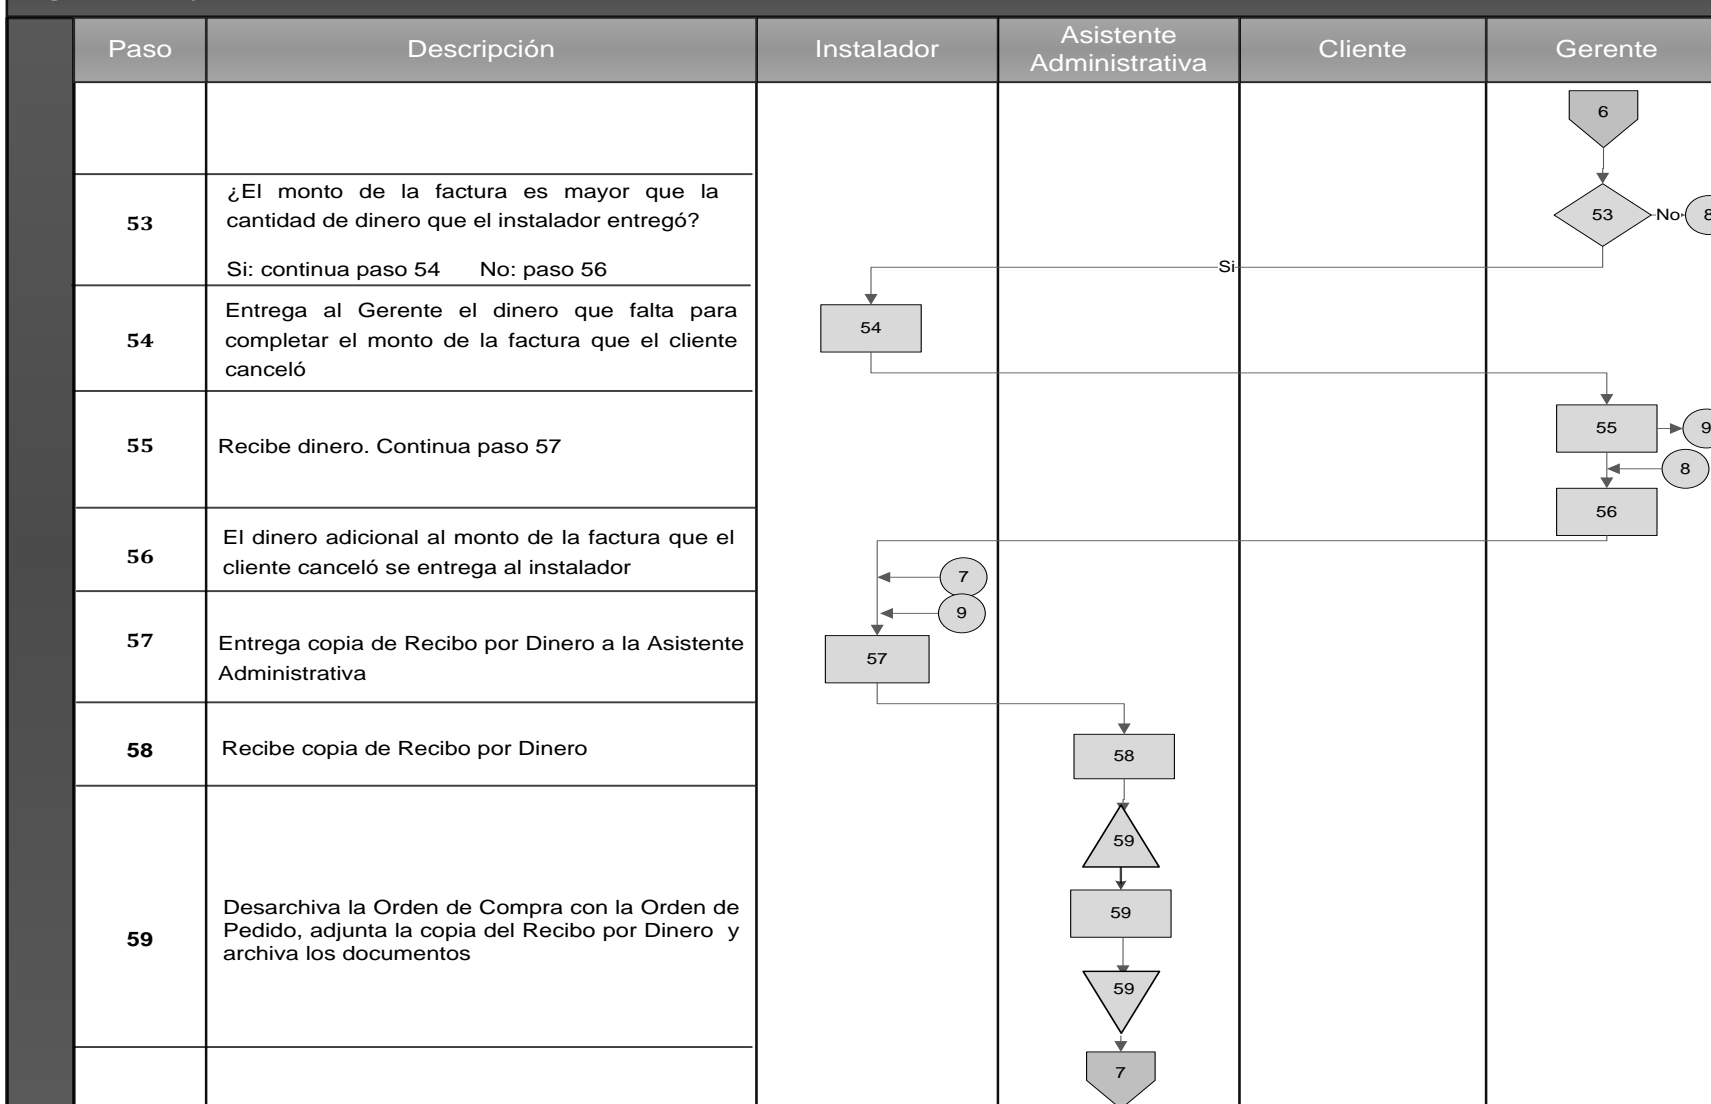 Paso Descripción Instalador Asistente Administrativa Cliente Gerente
6
53
¿El monto de la factura es mayor que la
cantidad de dinero que el instalador entregó?
Si: continua paso 54 No: paso 56
53 No 8
Si
54
Entrega al Gerente el dinero que falta para
completar el monto de la factura que el cliente
canceló
54
55
Recibe dinero. Continua paso 57
55 9
8
56
56
El dinero adicional al monto de la factura que el
cliente canceló se entrega al instalador
7
9
57
Entrega copia de Recibo por Dinero a la Asistente
Administrativa
57
58
Recibe copia de Recibo por Dinero
58
59
59
59
Desarchiva la Orden de Compra con la Orden de
Pedido, adjunta la copia del Recibo por Dinero y
archiva los documentos
59
7